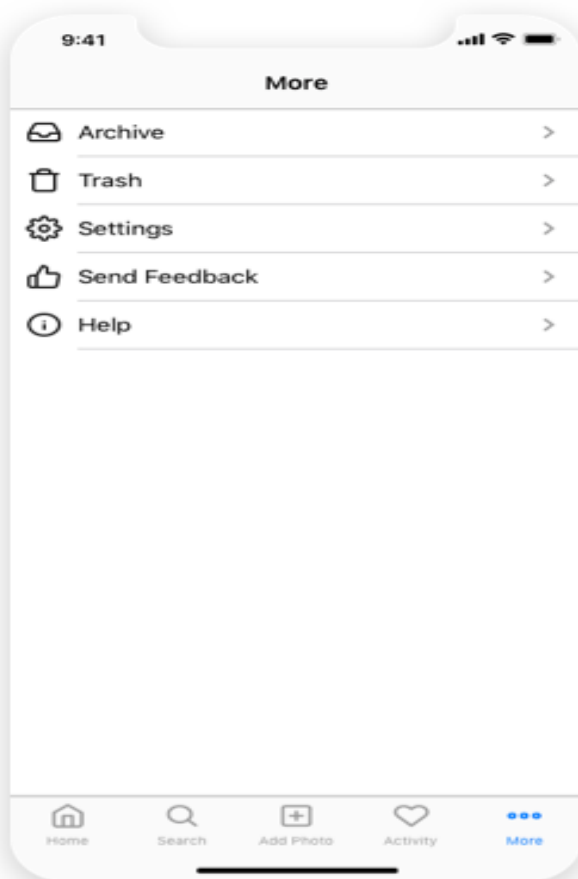 9:41
More
Archive
Trash
Settings
Send Feedback
Help
Home Search Add Photo Activity More